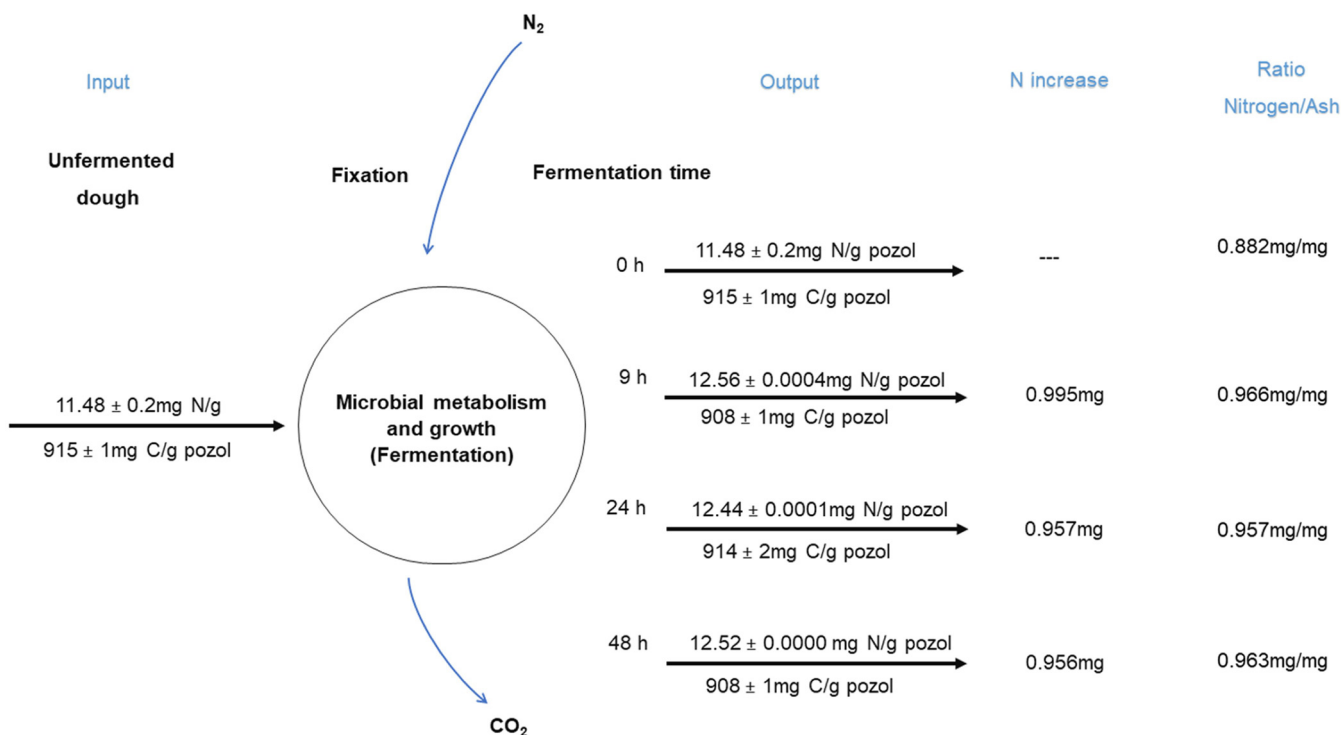 N₂
Input
Output
N increase
Ratio
Nitrogen/Ash
Unfermented
dough
Fixation
Fermentation time
0 h
11.48 ± 0.2mg N/g pozol
915 ± 1mg C/g pozol
---
0.882mg/mg
9 h
12.56 ± 0.0004mg N/g pozol
908 ± 1mg C/g pozol
0.995mg
0.966mg/mg
11.48 ± 0.2mg N/g
915 ± 1mg C/g pozol
Microbial metabolism
and growth
(Fermentation)
24 h
12.44 ± 0.0001mg N/g pozol
914 ± 2mg C/g pozol
0.957mg
0.957mg/mg
48 h
12.52 ± 0.0000 mg N/g pozol
908 ± 1mg C/g pozol
0.956mg
0.963mg/mg
CO₂